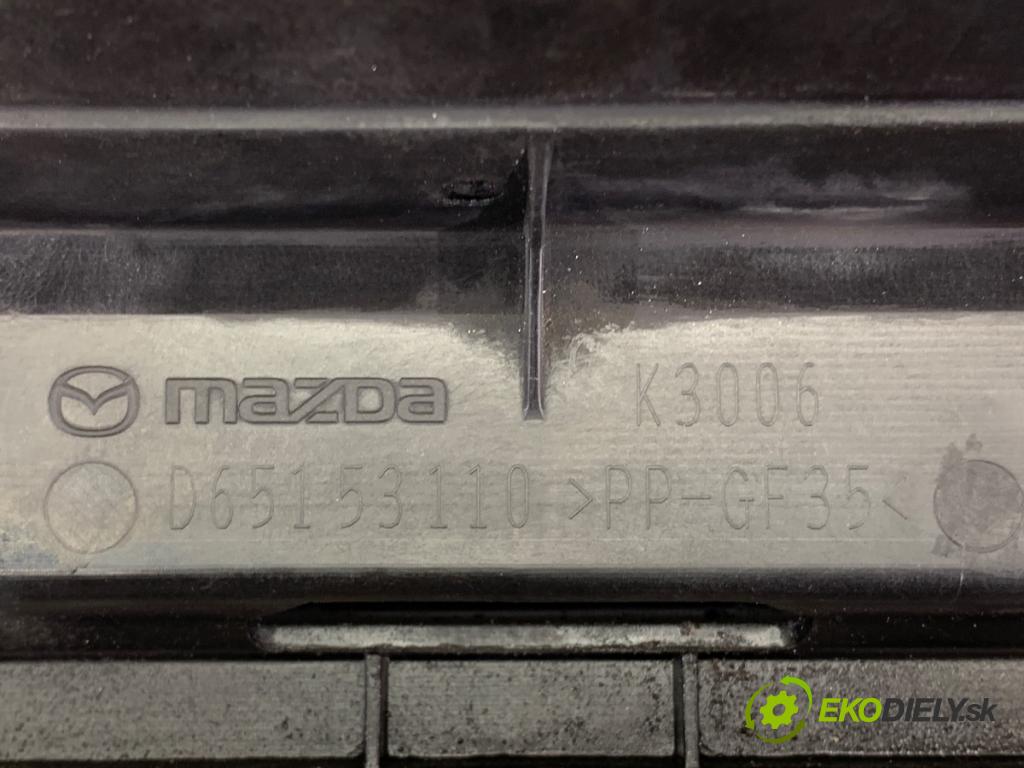 mazda K3006
D65153110 >PP-GF35<
EKODIELY.sk